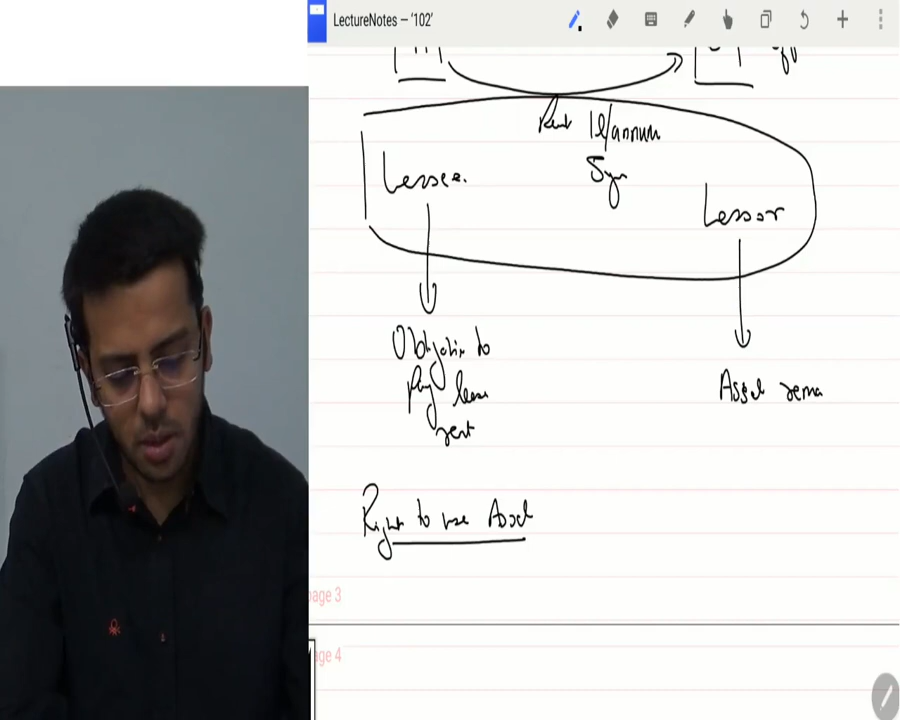 LectureNotes – ‘102’
Rent 1l/annum
5yr
Lessee.
Lessor
Obligation to
Pay lease
rent
Asset rema
Right to use Asset
page 3
ge 4